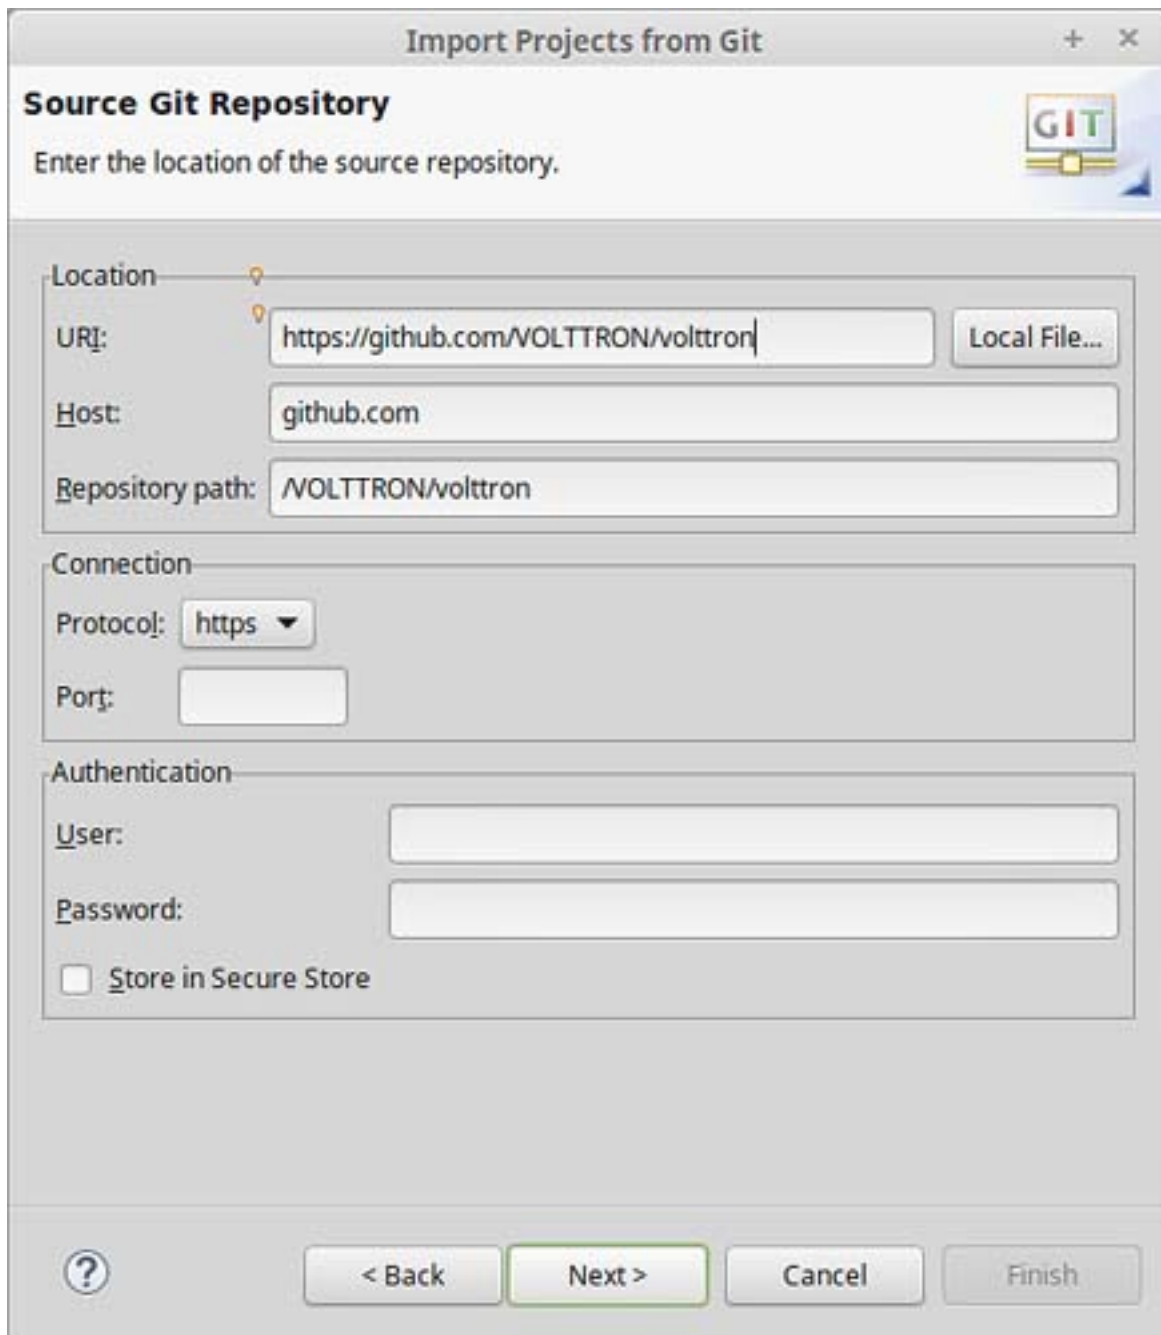 Import Projects from Git
Source Git Repository
GIT
Enter the location of the source repository.
Location
URI: https://github.com/VOLTTRON/volttron Local File...
Host: github.com
Repository path: /VOLTTRON/volttron
Connection
Protocol: https
Port:
Authentication
User:
Password:
Store in Secure Store
? < Back Next > Cancel Finish